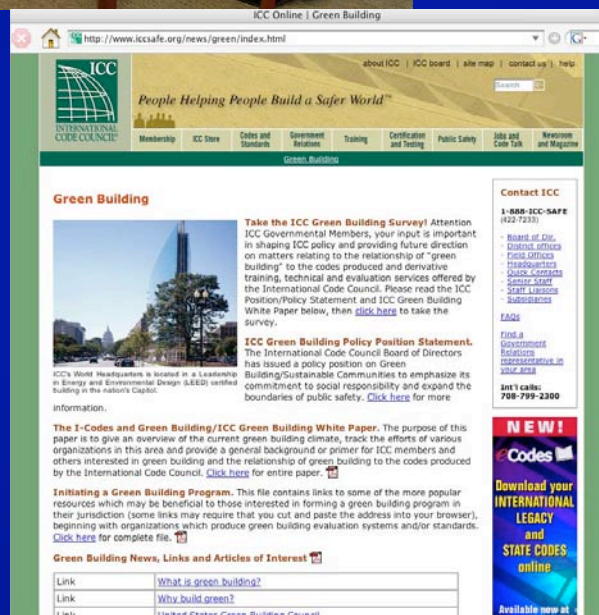 ICC Online | Green Building
http://www.iccsafe.org/news/green/index.html
about ICC | ICC board | site map | contact us | help
ICC
INTERNATIONAL
CODE COUNCIL®
People Helping People Build a Safer World™
Search
Membership
ICC Store
Codes and
Standards
Government
Relations
Training
Certification
and Testing
Public Safety
Jobs and
Code Talk
Newsroom
and Magazine
Green Building
Green Building
Take the ICC Green Building Survey! Attention
ICC Governmental Members, your input is important
in shaping ICC policy and providing future direction
on matters relating to the relationship of "green
building" to the codes produced and derivative
training, technical and evaluation services offered by
the International Code Council. Please read the ICC
Position/Policy Statement and ICC Green Building
White Paper below, then click here to take the
survey.
ICC's World Headquarters is located in a Leadership
in Energy and Environmental Design (LEED) certified
building in the nation's Capitol.
ICC Green Building Policy Position Statement.
The International Code Council Board of Directors
has issued a policy position on Green
Building/Sustainable Communities to emphasize its
commitment to social responsibility and expand the
boundaries of public safety. Click here for more
information.
The I-Codes and Green Building/ICC Green Building White Paper. The purpose of this
paper is to give an overview of the current green building climate, track the efforts of various
organizations in this area and provide a general background or primer for ICC members and
others interested in green building and the relationship of green building to the codes produced
by the International Code Council. Click here for entire paper.
Initiating a Green Building Program. This file contains links to some of the more popular
resources which may be beneficial to those interested in forming a green building program in
their jurisdiction (some links may require that you cut and paste the address into your browser),
beginning with organizations which produce green building evaluation systems and/or standards.
Click here for complete file.
Green Building News, Links and Articles of Interest
Link What is green building?
Link Why build green?
Link United States Green Building Council
Contact ICC
1-888-ICC-SAFE
(422-7233)
- Board of Dir.
- District offices
- Field Offices
- Headquarters
- Quick Contacts
- Senior Staff
- Staff Liaisons
- Subsidiaries
FAQs
Find a
Government
Relations
representative in
your area
Int'l calls:
708-799-2300
NEW!
eCodes
Download your
INTERNATIONAL
LEGACY
and
STATE CODES
online
Available now at